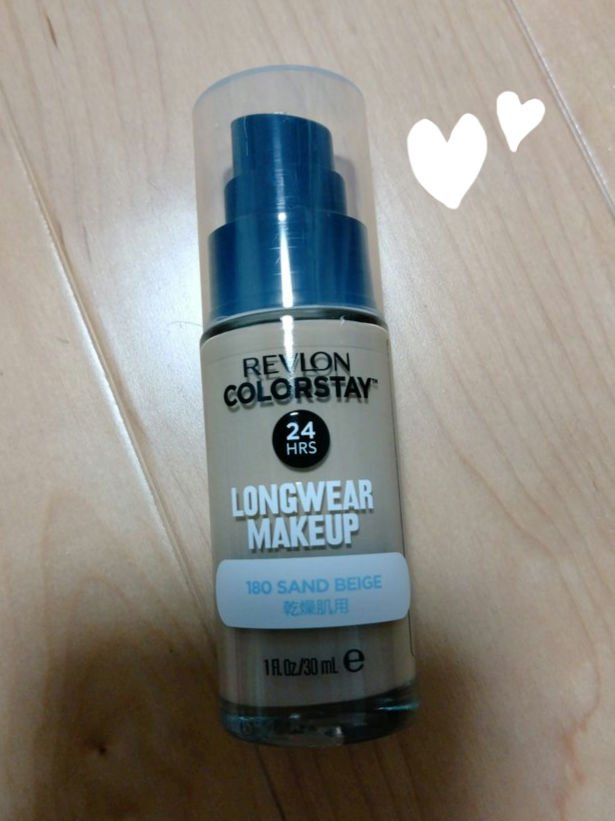 REVLON
COLORSTAY™
24
HRS
LONGWEAR
MAKEUP
180 SAND BEIGE
乾燥肌用
1 fl. Oz/30 mL e